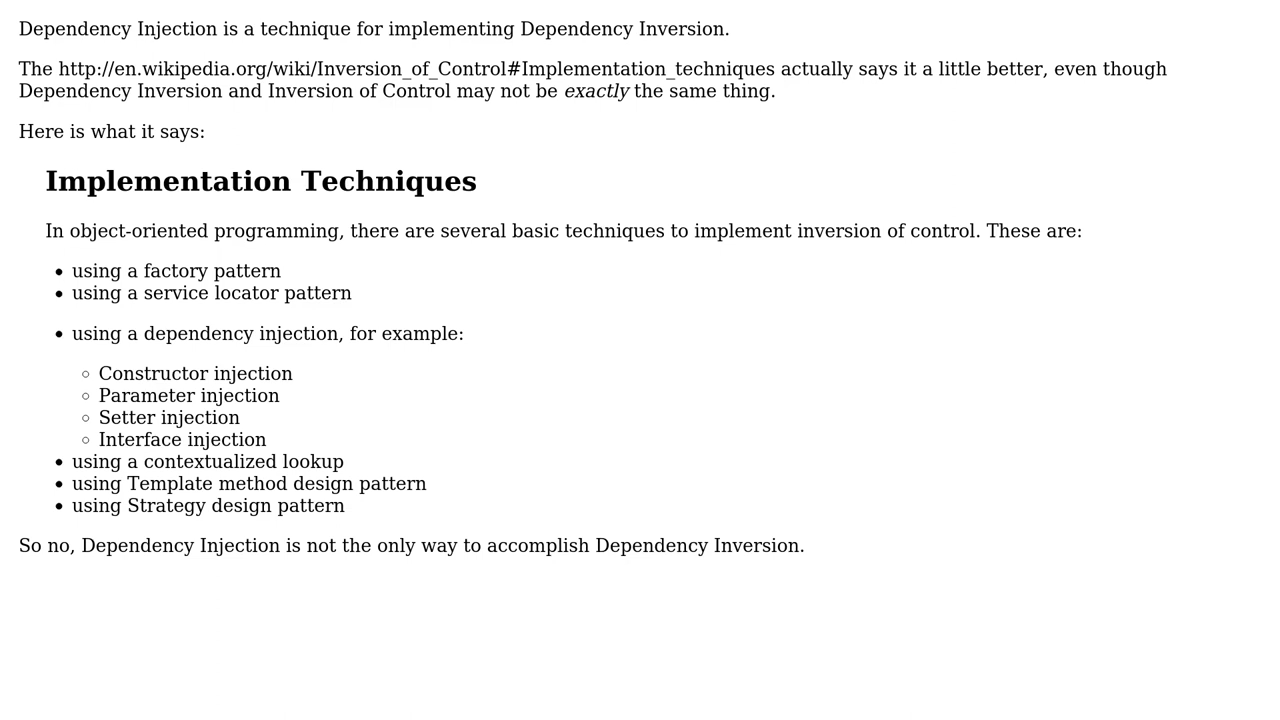 Dependency Injection is a technique for implementing Dependency Inversion.
The http://en.wikipedia.org/wiki/Inversion_of_Control#Implementation_techniques actually says it a little better, even though
Dependency Inversion and Inversion of Control may not be exactly the same thing.
Here is what it says:
Implementation Techniques
In object-oriented programming, there are several basic techniques to implement inversion of control. These are:
• using a factory pattern
• using a service locator pattern
• using a dependency injection, for example:
◦ Constructor injection
◦ Parameter injection
◦ Setter injection
◦ Interface injection
• using a contextualized lookup
• using Template method design pattern
• using Strategy design pattern
So no, Dependency Injection is not the only way to accomplish Dependency Inversion.